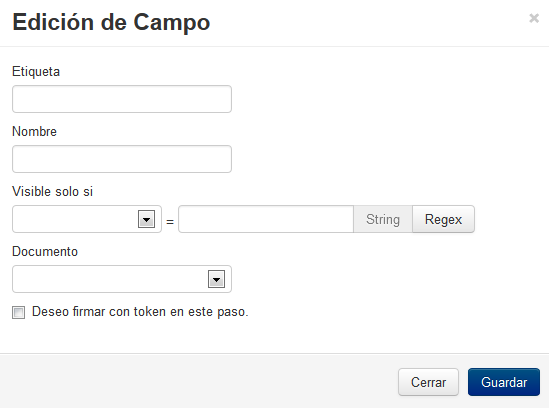 Edición de Campo
×
Etiqueta
Nombre
Visible solo si
= String Regex
Documento
Deseo firmar con token en este paso.
Cerrar Guardar